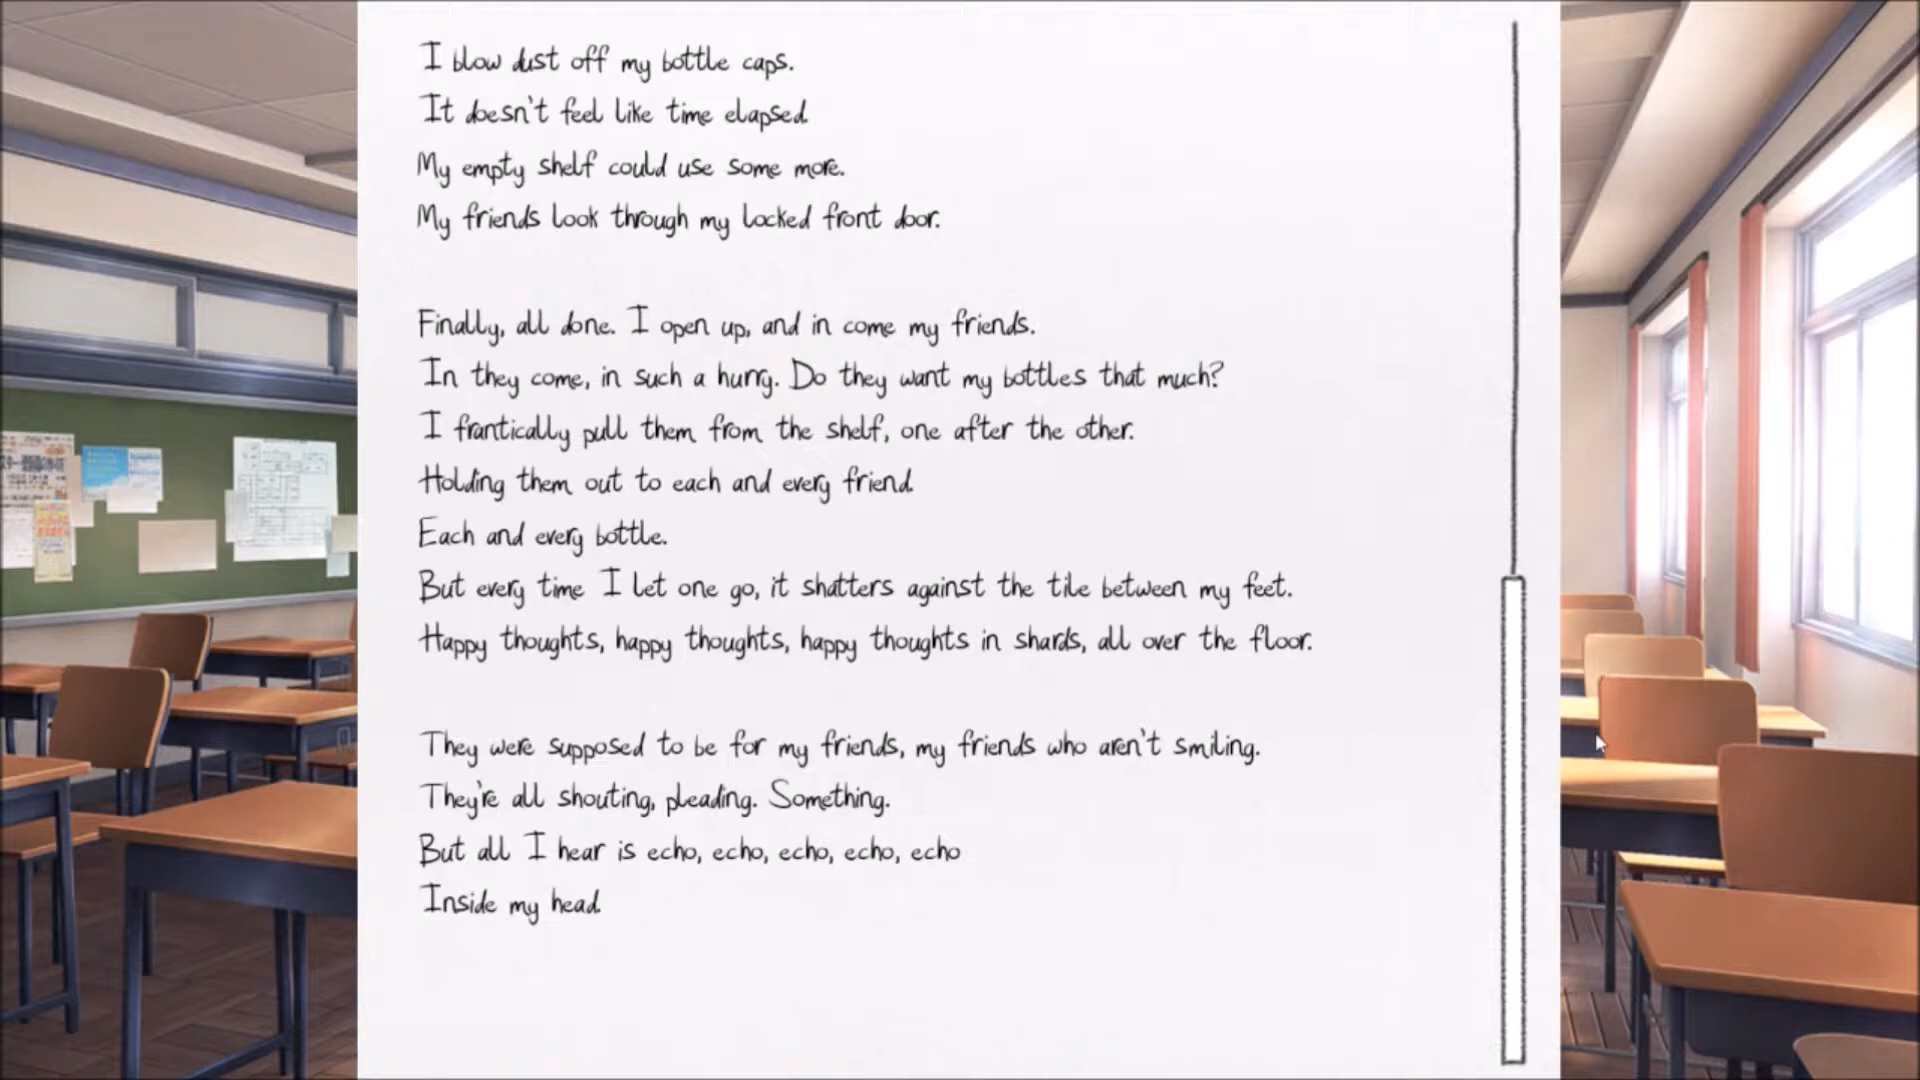 I blow dust off my bottle caps.
It doesn't feel like time elapsed.
My empty shelf could use some more.
My friends look through my locked front door.
Finally, all done. I open up, and in come my friends.
In they come, in such a hurry. Do they want my bottles that much?
I frantically pull them from the shelf, one after the other.
Holding them out to each and every friend.
Each and every bottle.
But every time I let one go, it shatters against the tile between my feet.
Happy thoughts, happy thoughts, happy thoughts in shards, all over the floor.
They were supposed to be for my friends, my friends who aren't smiling.
They're all shouting, pleading. Something.
But all I hear is echo, echo, echo, echo, echo
Inside my head.